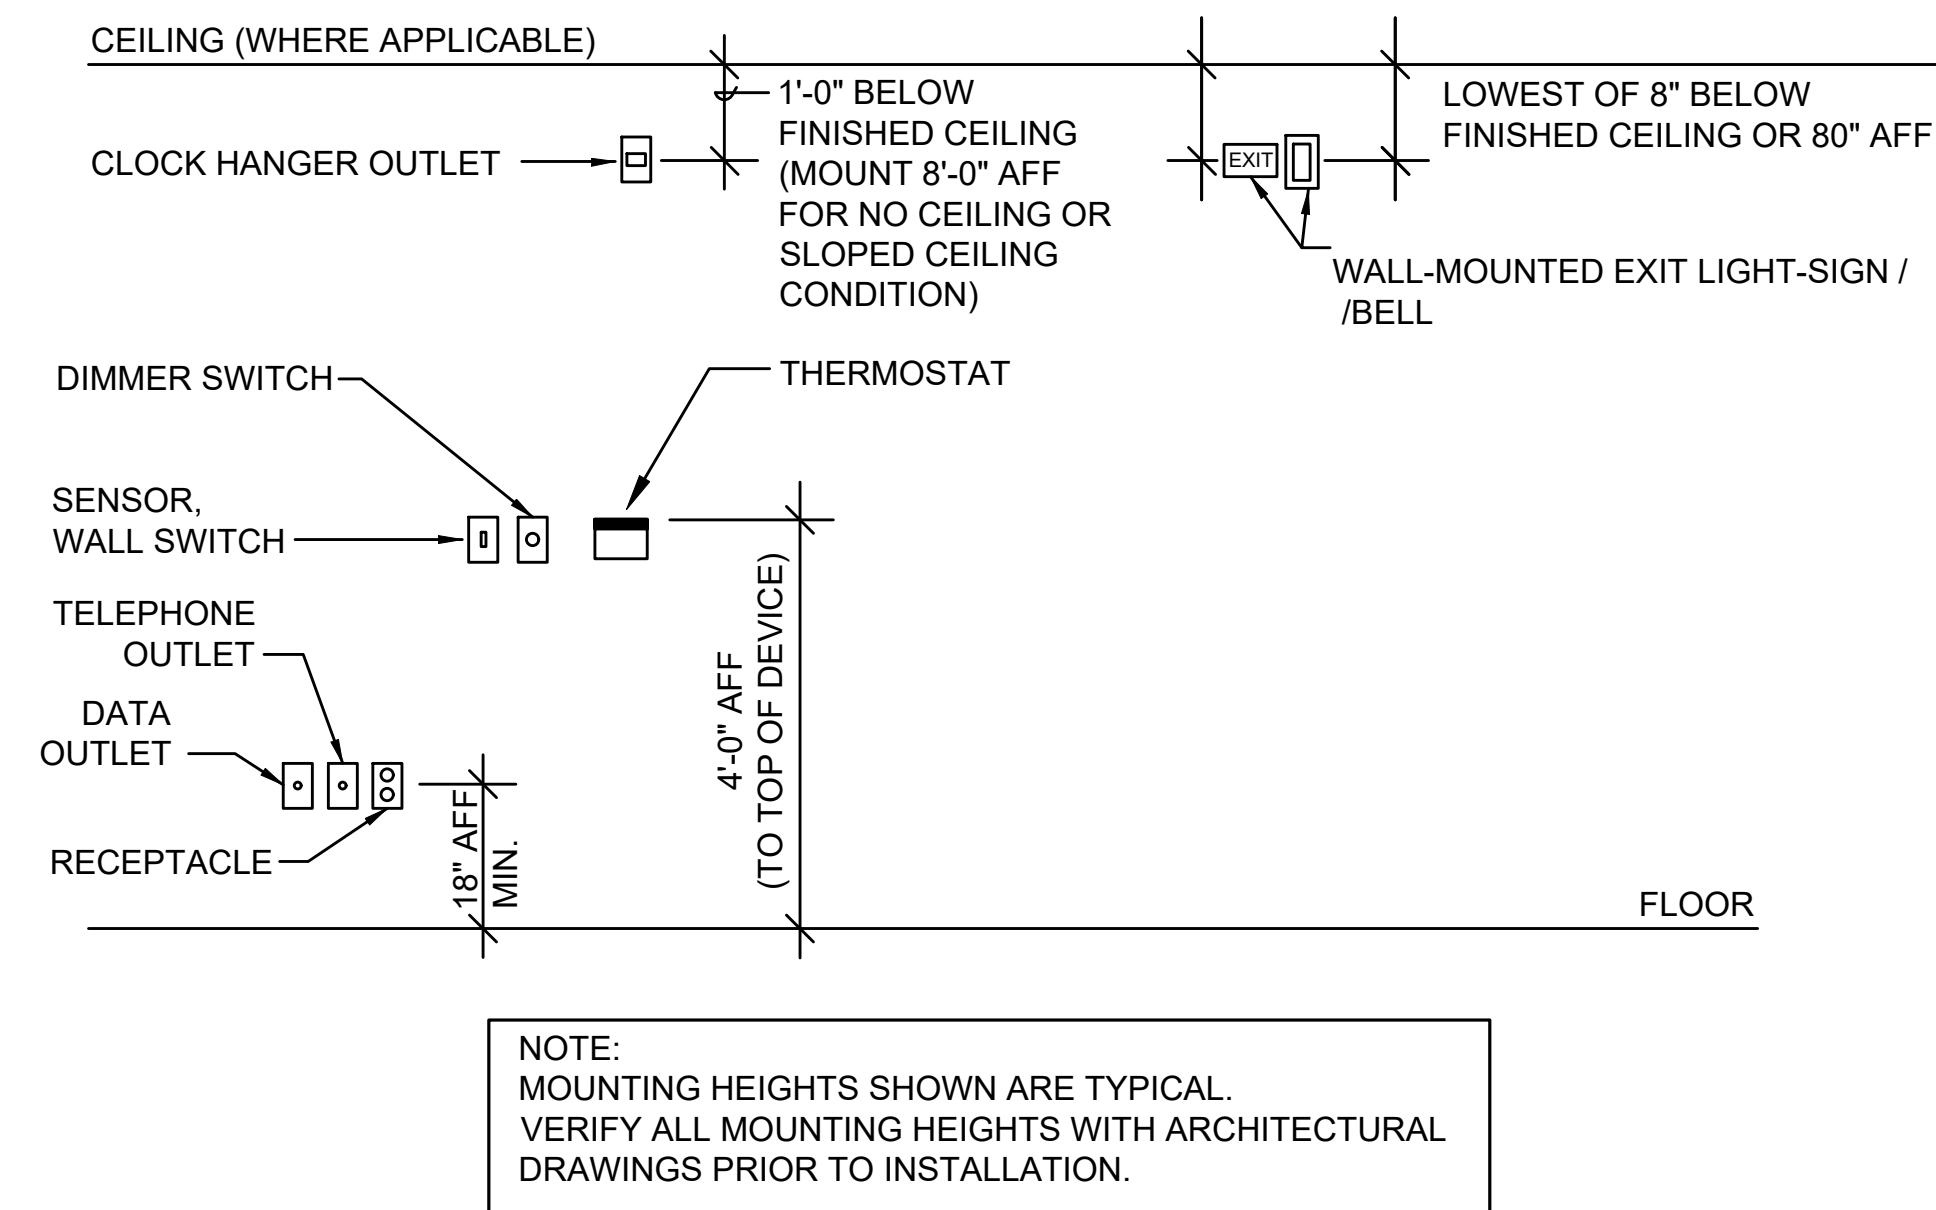 CEILING (WHERE APPLICABLE)
CLOCK HANGER OUTLET
1'-0" BELOW
FINISHED CEILING
(MOUNT 8'-0" AFF
FOR NO CEILING OR
SLOPED CEILING
CONDITION)
EXIT
LOWEST OF 8" BELOW
FINISHED CEILING OR 80" AFF
WALL-MOUNTED EXIT LIGHT-SIGN /
/BELL
DIMMER SWITCH
THERMOSTAT
SENSOR,
WALL SWITCH
TELEPHONE
OUTLET
DATA
OUTLET
RECEPTACLE
18" AFF
MIN.
4'-0" AFF
(TO TOP OF DEVICE)
FLOOR
NOTE:
MOUNTING HEIGHTS SHOWN ARE TYPICAL.
VERIFY ALL MOUNTING HEIGHTS WITH ARCHITECTURAL
DRAWINGS PRIOR TO INSTALLATION.